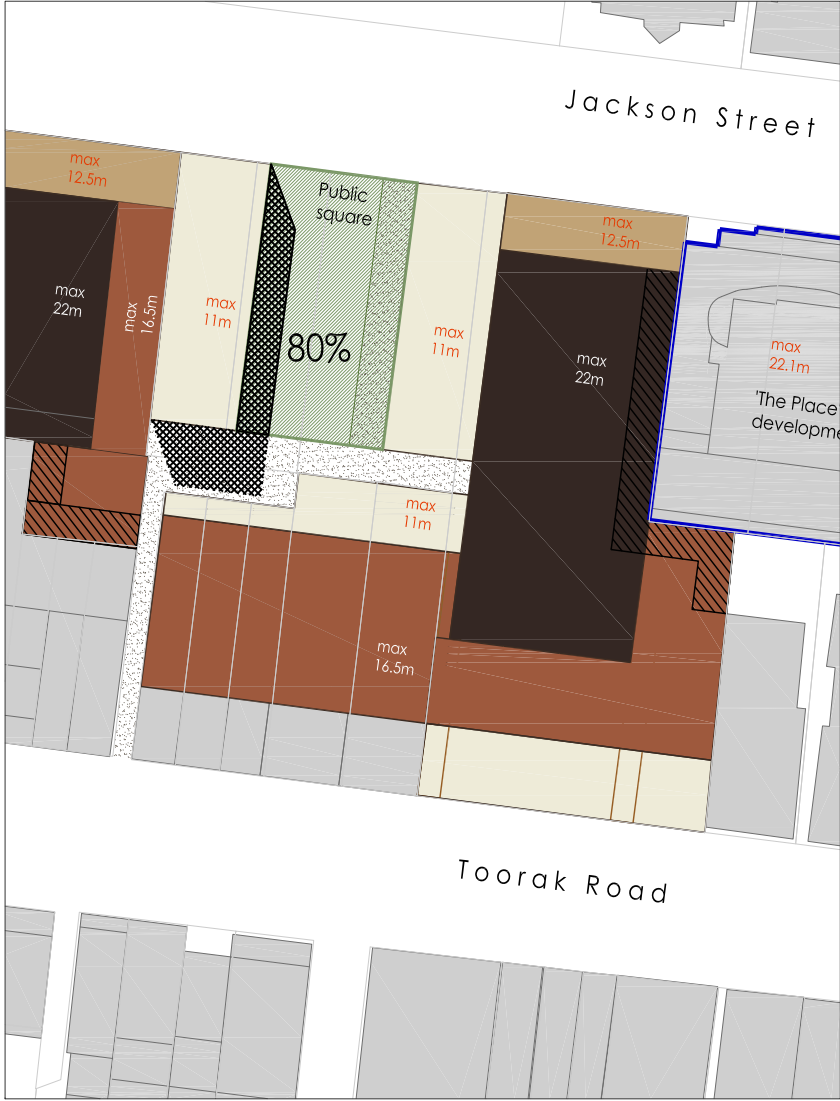 Jackson Street
max
12.5m
Public
square
max
12.5m
max
22m
max
16.5m
max
11m
80%
max
11m
max
22m
max
22.1m
'The Place'
developme
max
11m
max
16.5m
Toorak Road